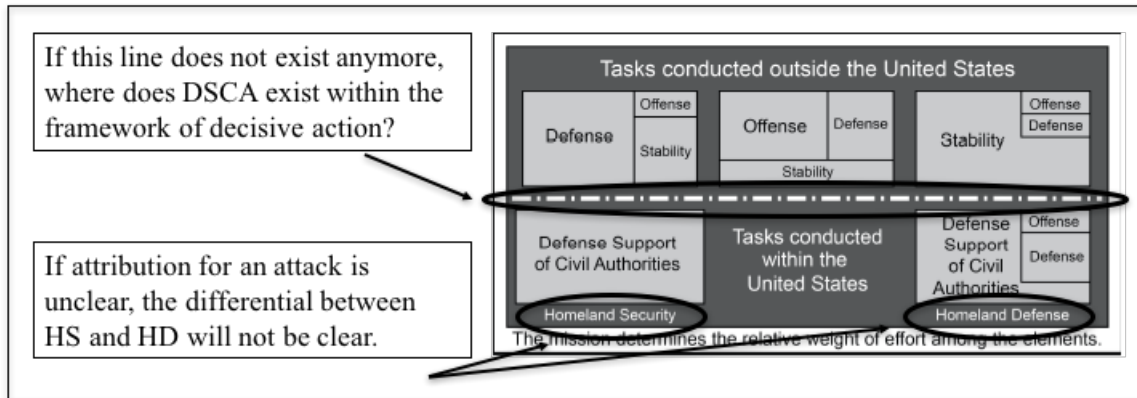 If this line does not exist anymore,
where does DSCA exist within the
framework of decisive action?
If attribution for an attack is
unclear, the differential between
HS and HD will not be clear.
Tasks conducted outside the United States
Defense
Offense
Stability
Offense
Defense
Stability
Stability
Offense
Defense
Defense Support
of Civil Authorities
Homeland Security
Tasks conducted
within the
United States
Defense
Support
of Civil
Authorities
Offense
Defense
Homeland Defense
The mission determines the relative weight of effort among the elements.